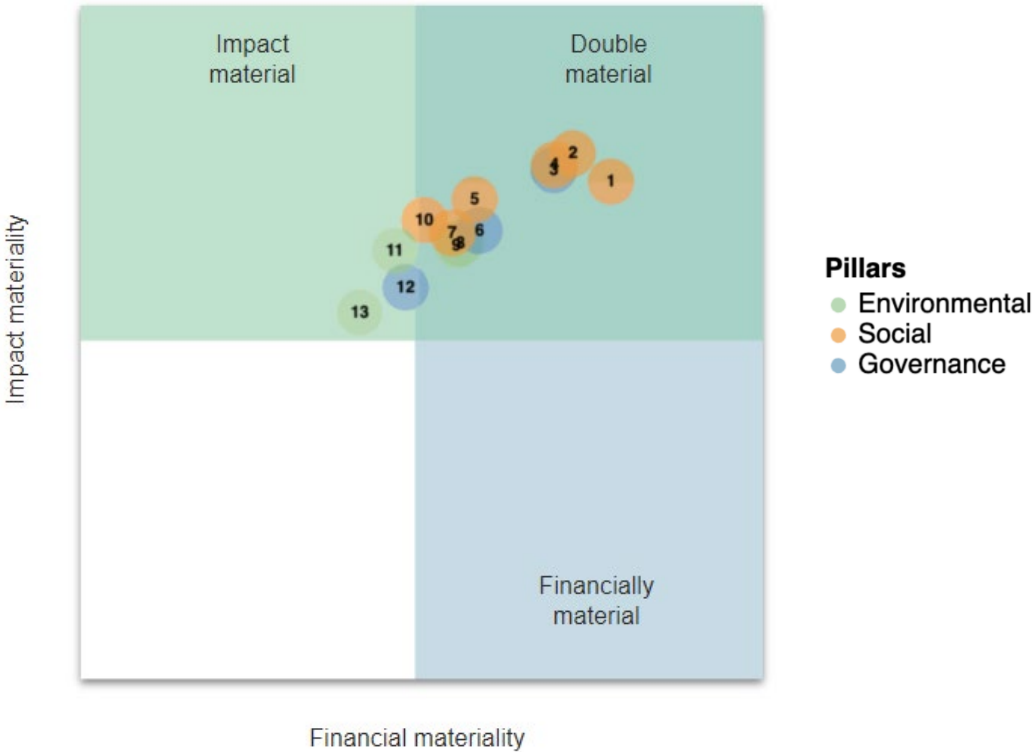 Impact
material
Double
material
2
4
3
1
5
10
7
6
8
9
11
12
13
Impact materiality
Financially
material
Financial materiality
Pillars
Environmental
Social
Governance